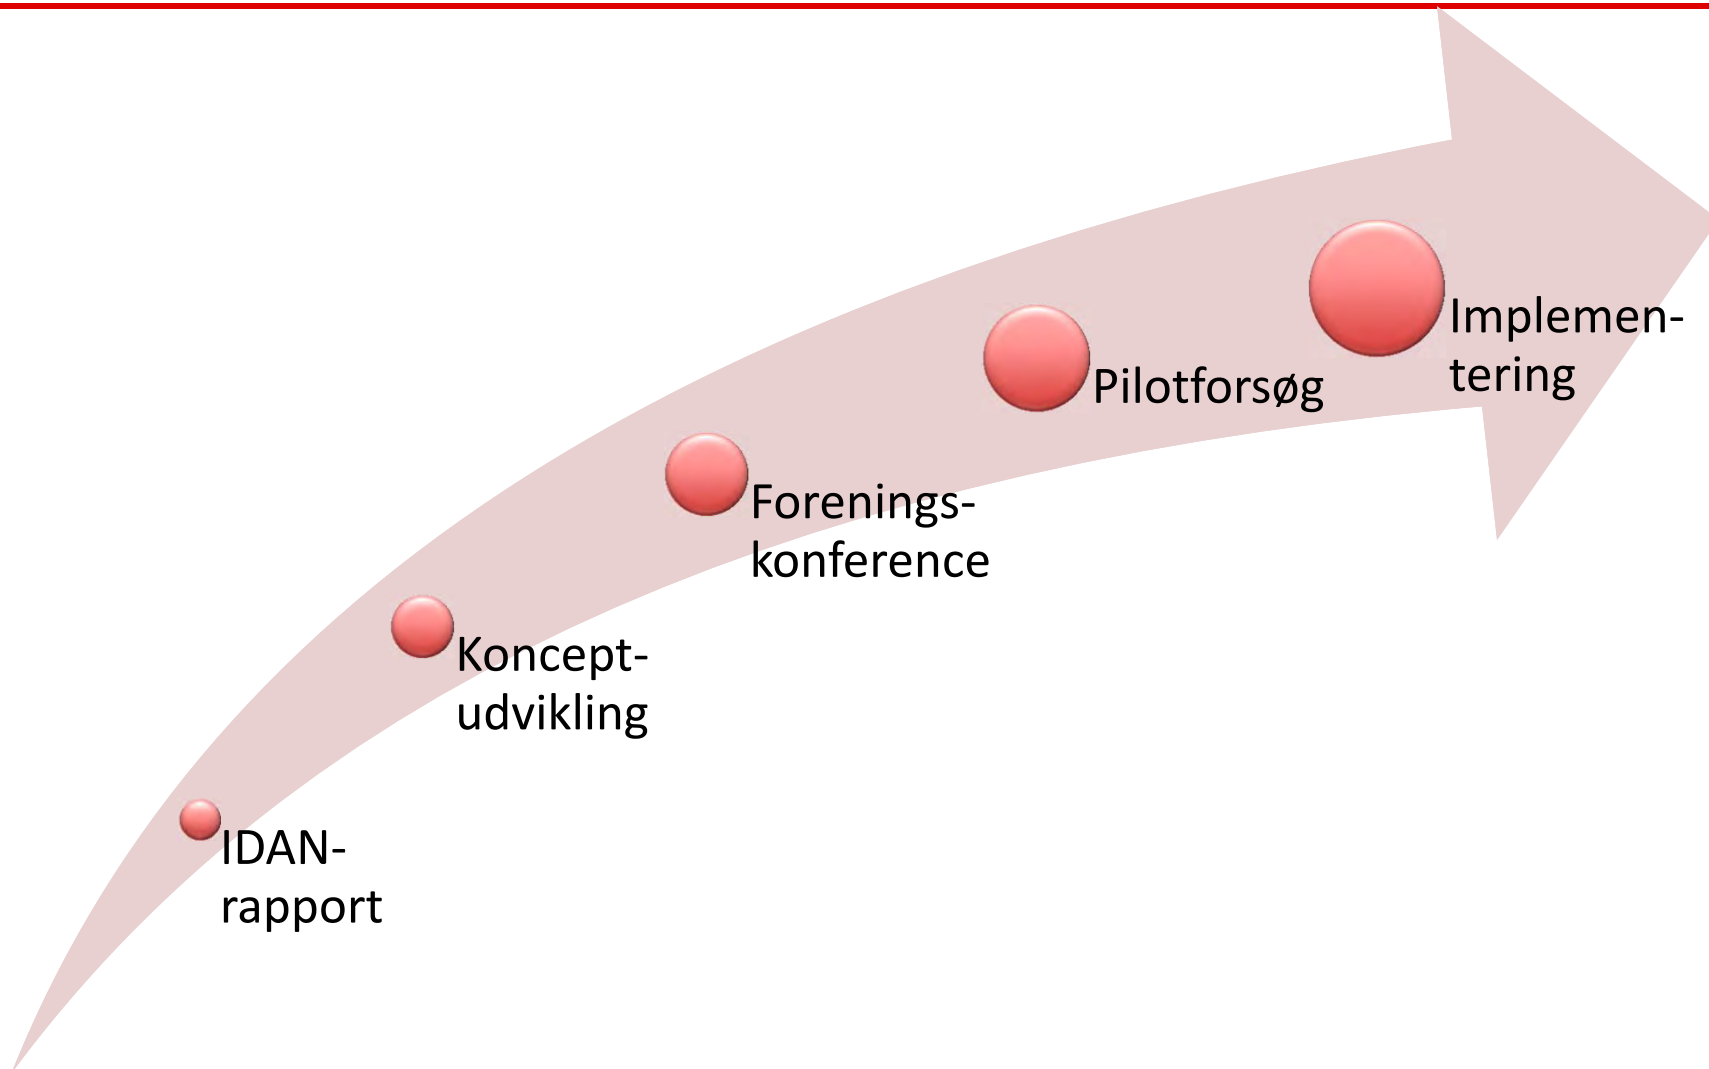 IDAN-
rapport
Koncept-
udvikling
Forenings-
konference
Pilotforsøg
Implemen-
tering